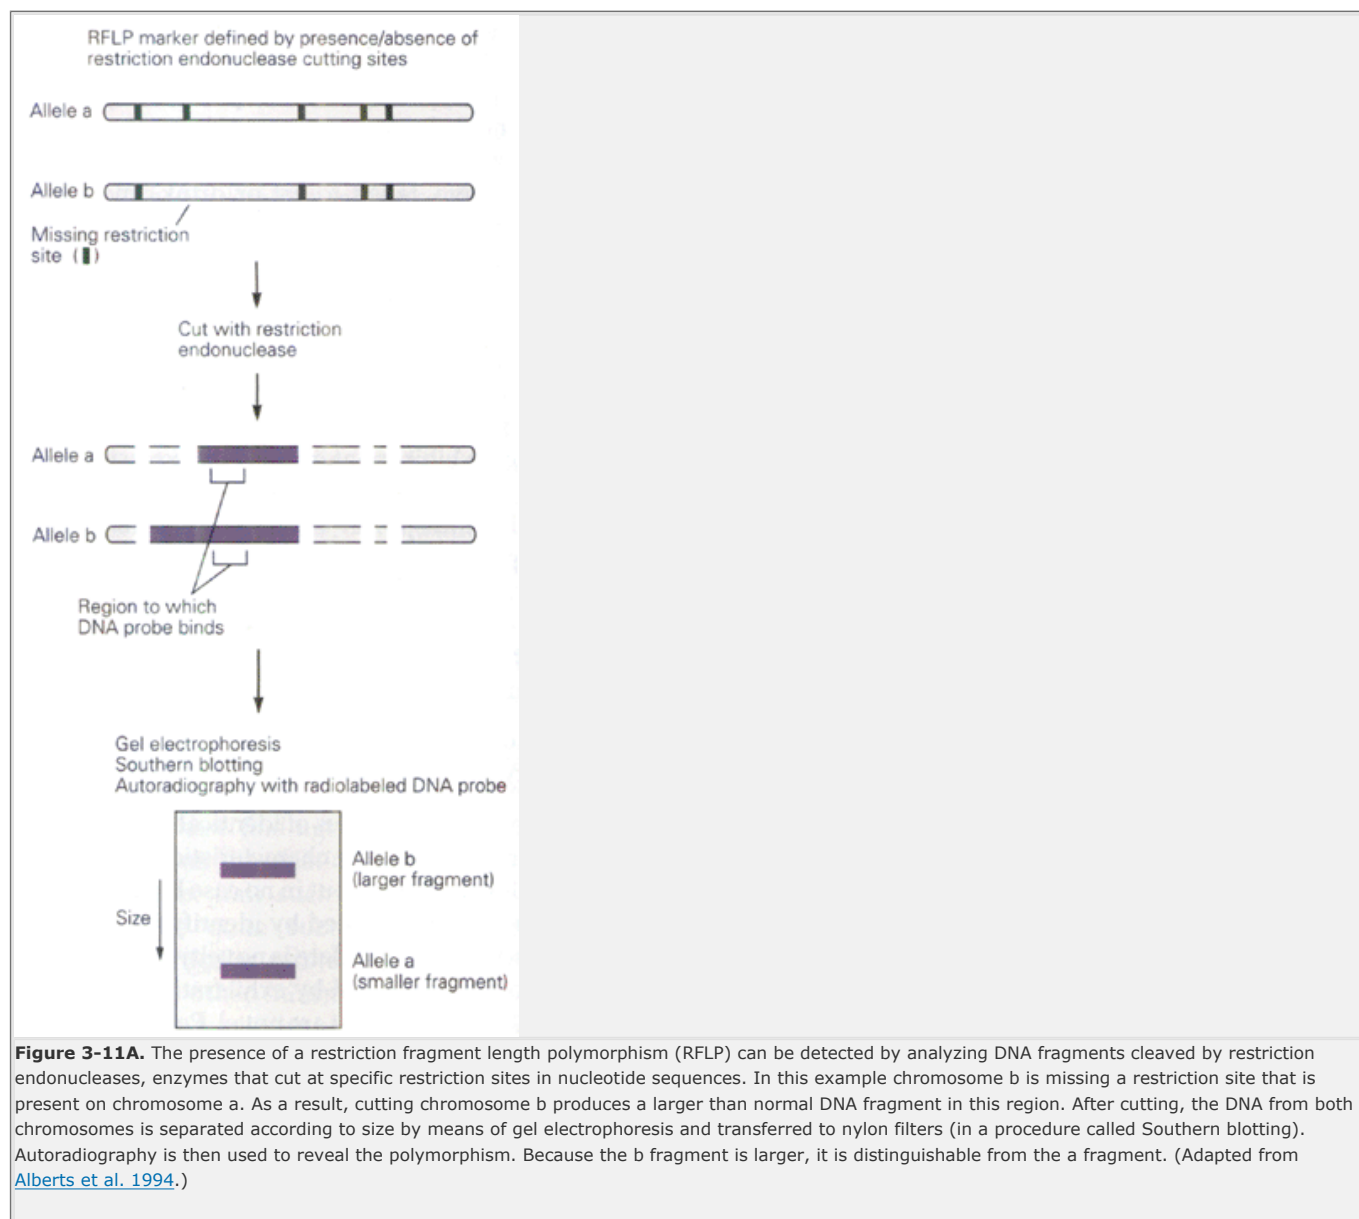 RFLP marker defined by presence/absence of
restriction endonuclease cutting sites
Allele a
Allele b
Missing restriction
site ( )
Cut with restriction
endonuclease
Allele a
Allele b
Region to which
DNA probe binds
Gel electrophoresis
Southern blotting
Autoradiography with radiolabeled DNA probe
Allele b
(larger fragment)
Size
Allele a
(smaller fragment)
Figure 3-11A. The presence of a restriction fragment length polymorphism (RFLP) can be detected by analyzing DNA fragments cleaved by restriction
endonucleases, enzymes that cut at specific restriction sites in nucleotide sequences. In this example chromosome b is missing a restriction site that is
present on chromosome a. As a result, cutting chromosome b produces a larger than normal DNA fragment in this region. After cutting, the DNA from both
chromosomes is separated according to size by means of gel electrophoresis and transferred to nylon filters (in a procedure called Southern blotting).
Autoradiography is then used to reveal the polymorphism. Because the b fragment is larger, it is distinguishable from the a fragment. (Adapted from
Alberts et al. 1994.)